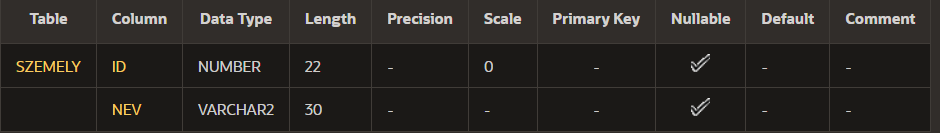 Table Column Data Type Length Precision Scale Primary Key Nullable Default Comment
SZEMELY ID NUMBER 22 - 0 - - -
NEV VARCHAR2 30 - - - - -